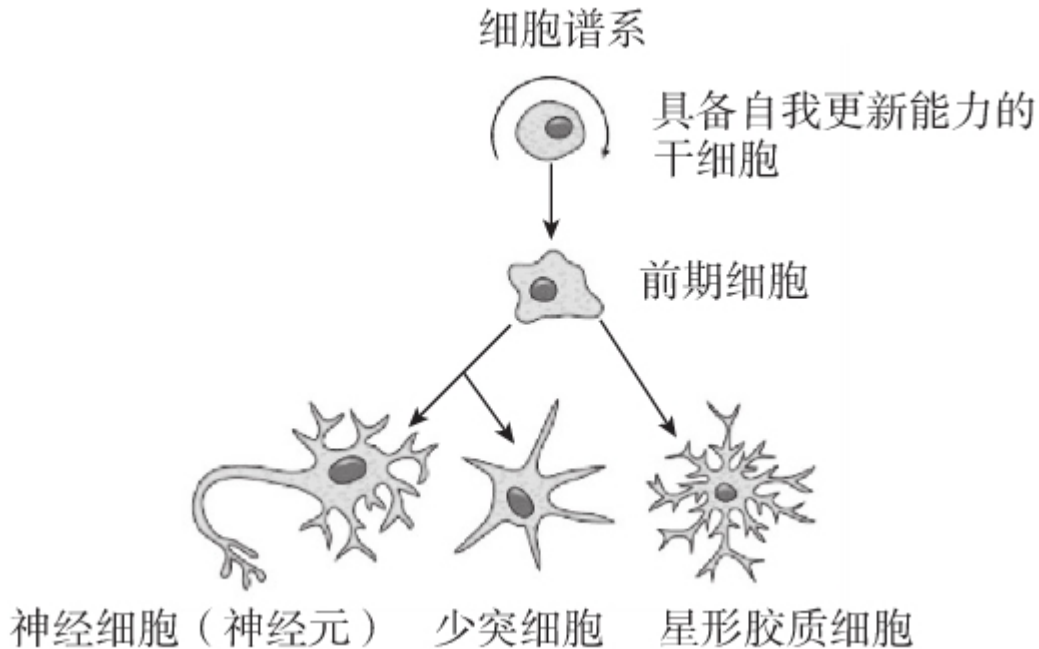 细胞谱系
具备自我更新能力的
干细胞
前期细胞
神经细胞（神经元）
少突细胞
星形胶质细胞